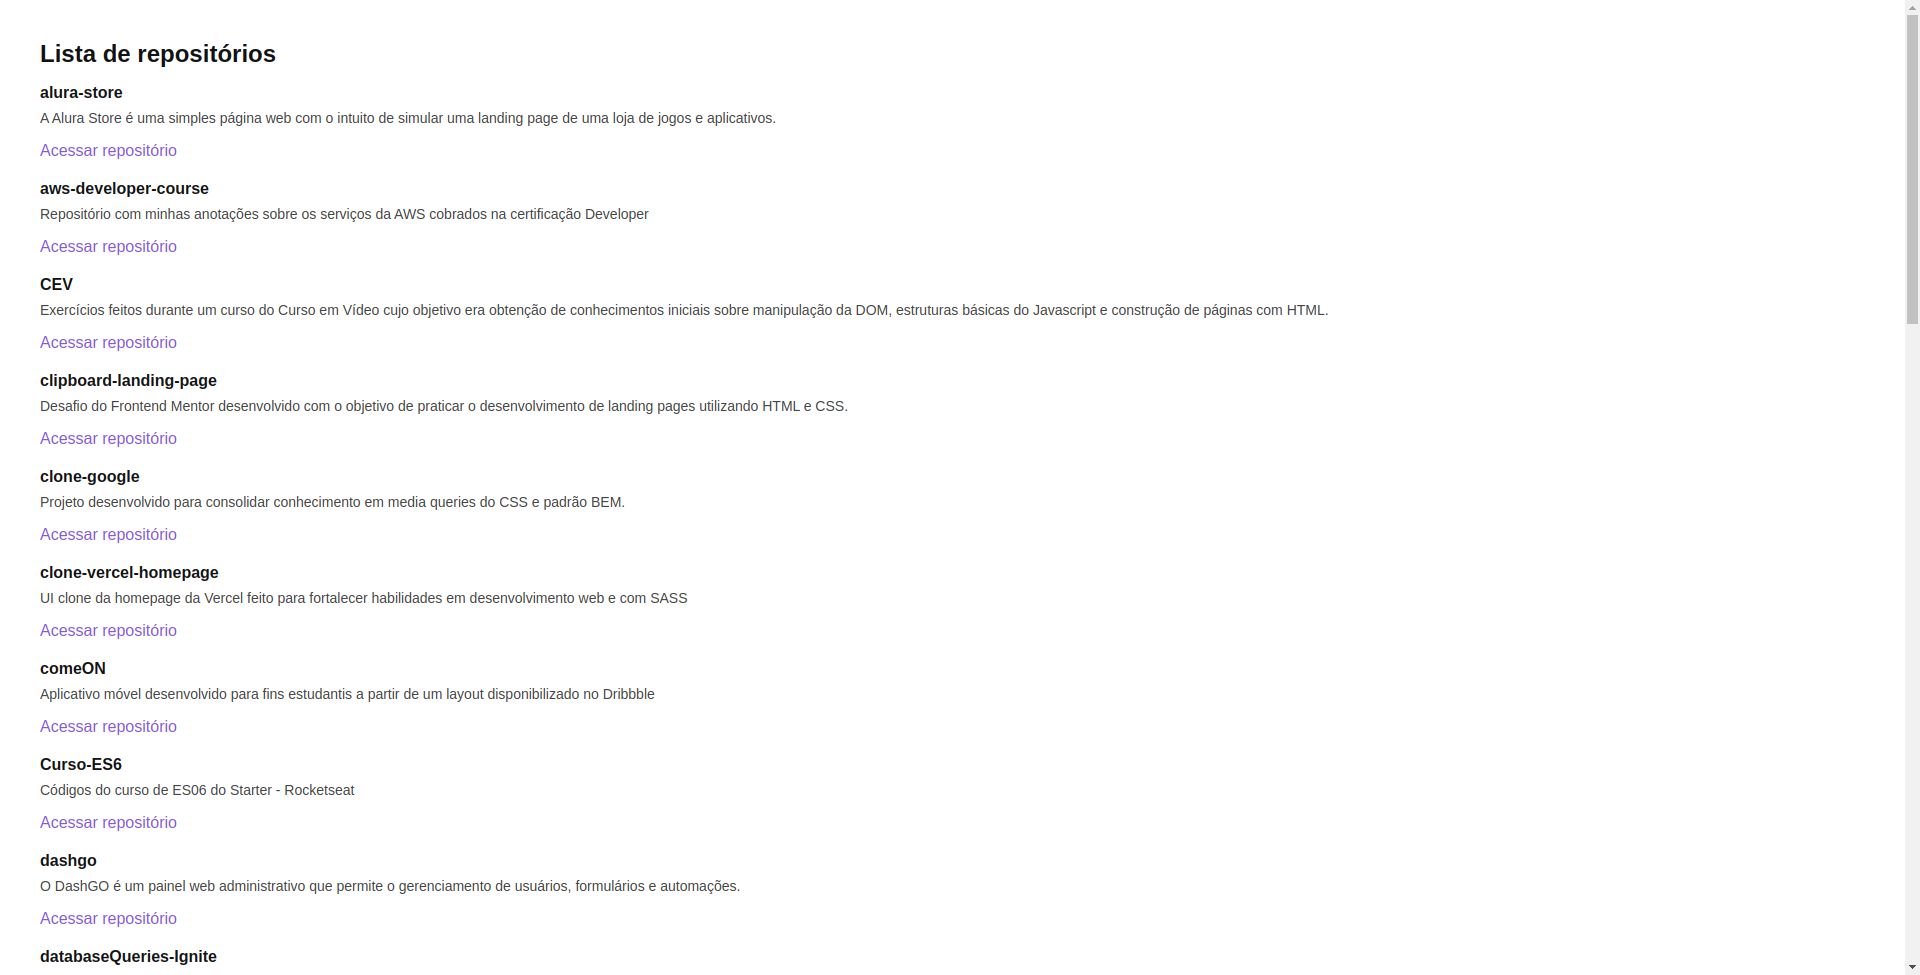 Lista de repositórios
alura-store
A Alura Store é uma simples página web com o intuito de simular uma landing page de uma loja de jogos e aplicativos.
Acessar repositório
aws-developer-course
Repositório com minhas anotações sobre os serviços da AWS cobrados na certificação Developer
Acessar repositório
CEV
Exercícios feitos durante um curso do Curso em Vídeo cujo objetivo era obtenção de conhecimentos iniciais sobre manipulação da DOM, estruturas básicas do Javascript e construção de páginas com HTML.
Acessar repositório
clipboard-landing-page
Desafio do Frontend Mentor desenvolvido com o objetivo de praticar o desenvolvimento de landing pages utilizando HTML e CSS.
Acessar repositório
clone-google
Projeto desenvolvido para consolidar conhecimento em media queries do CSS e padrão BEM.
Acessar repositório
clone-vercel-homepage
UI clone da homepage da Vercel feito para fortalecer habilidades em desenvolvimento web e com SASS
Acessar repositório
comeON
Aplicativo móvel desenvolvido para fins estudantis a partir de um layout disponibilizado no Dribbble
Acessar repositório
Curso-ES6
Códigos do curso de ES06 do Starter - Rocketseat
Acessar repositório
dashgo
O DashGO é um painel web administrativo que permite o gerenciamento de usuários, formulários e automações.
Acessar repositório
databaseQueries-Ignite